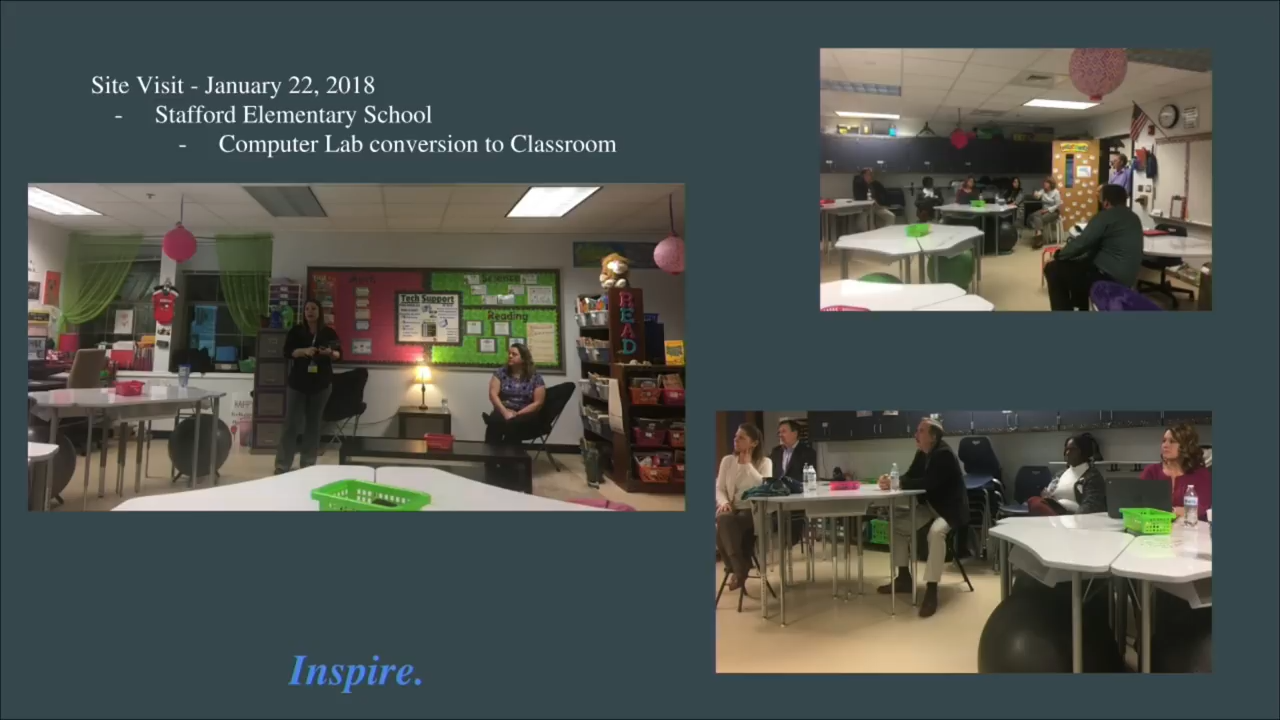 Site Visit - January 22, 2018
- Stafford Elementary School
- Computer Lab conversion to Classroom
Tech Support
Science
Reading
READ
Inspire.